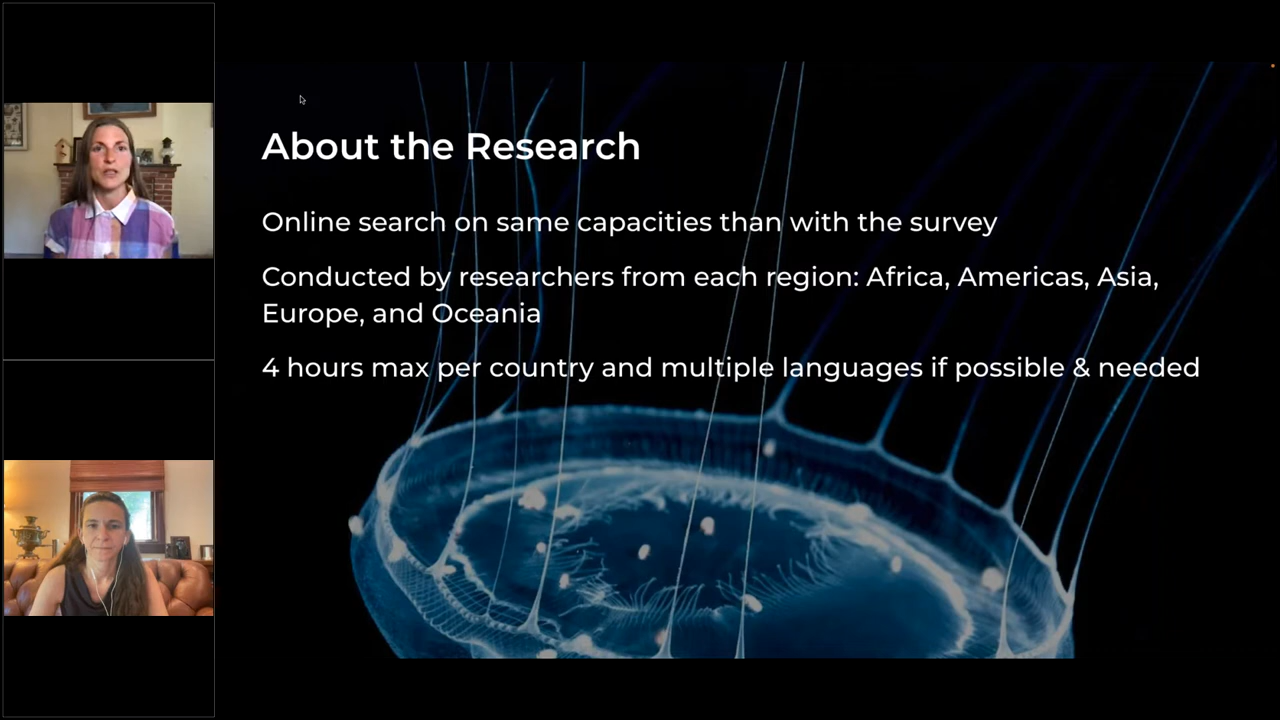 About the Research
Online search on same capacities than with the survey
Conducted by researchers from each region: Africa, Americas, Asia,
Europe, and Oceania
4 hours max per country and multiple languages if possible & needed